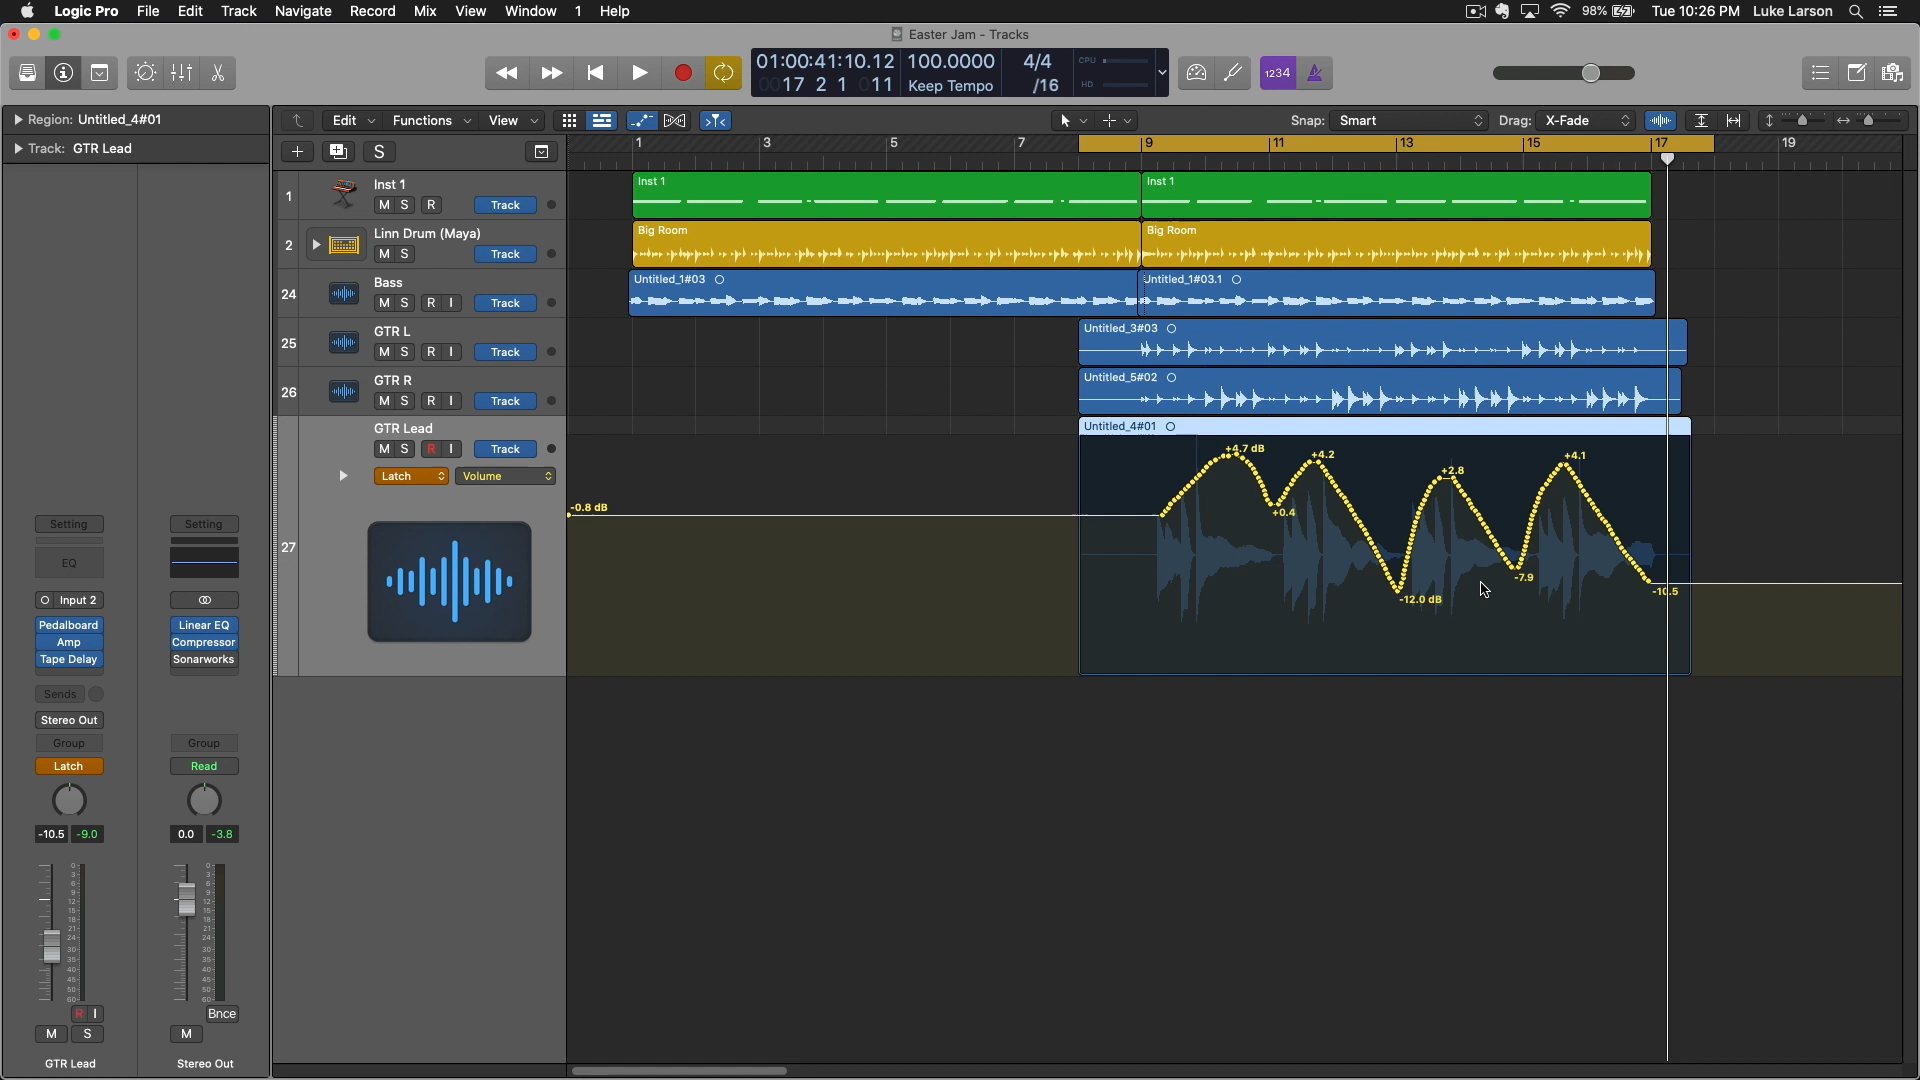 Logic Pro File Edit Track Navigate Record Mix View Window 1 Help
98% Tue 10:26 PM Luke Larson
Easter Jam - Tracks
01:00:41:10.12 100.0000 4/4 CPU
0017 2 1 011 Keep Tempo /16 HD
1234
Region: Untitled_4#01
Track: GTR Lead
Edit Functions View
Snap: Smart Drag: X-Fade
S
1 3 5 7 9 11 13 15 17 19
1 Inst 1
M S R Track
Inst 1 Inst 1
2 Linn Drum (Maya)
M S Track
Big Room Big Room
24 Bass
M S R I Track
Untitled_1#03 Untitled_1#03.1
25 GTR L
M S R I Track
Untitled_3#03
26 GTR R
M S R I Track
Untitled_5#02
27 GTR Lead
M S R I Track
Latch Volume
Untitled_4#01
-0.8 dB
+4.7 dB
+0.4
+4.2
-12.0 dB
+2.8
-7.9
+4.1
-10.5
Setting Setting
EQ
Input 2
Pedalboard Linear EQ
Amp Compressor
Tape Delay Sonarworks
Sends
Stereo Out
Group Group
Latch Read
-10.5 -9.0 0.0 -3.8
0 0
3 3
6 6
9 9
12 12
15 15
18 18
21 21
24 24
30 30
35 35
40 40
45 45
50 50
60 60
R I Bnce
M S M
GTR Lead Stereo Out